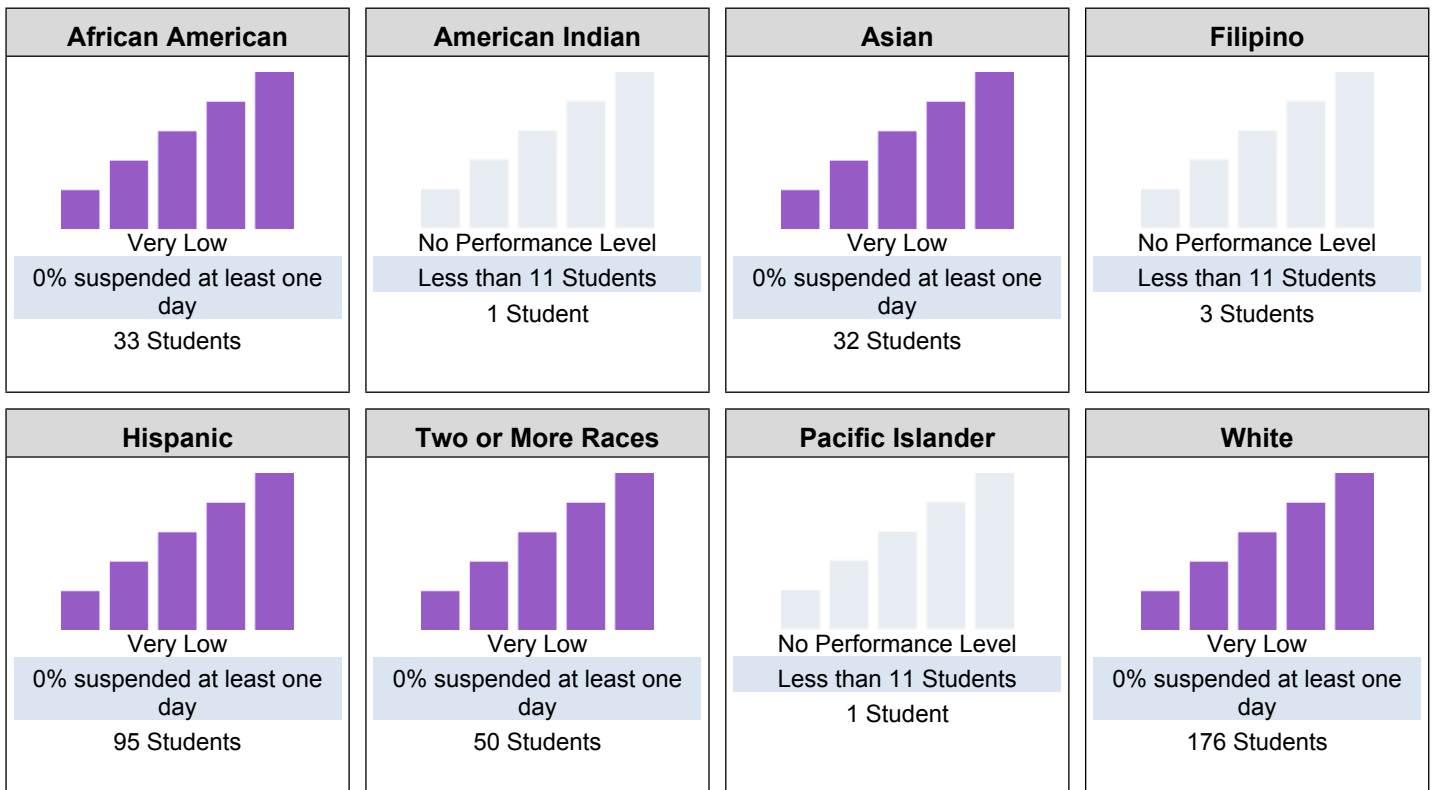 African American
Very Low
0% suspended at least one
day
33 Students
American Indian
No Performance Level
Less than 11 Students
1 Student
Asian
Very Low
0% suspended at least one
day
32 Students
Filipino
No Performance Level
Less than 11 Students
3 Students
Hispanic
Very Low
0% suspended at least one
day
95 Students
Two or More Races
Very Low
0% suspended at least one
day
50 Students
Pacific Islander
No Performance Level
Less than 11 Students
1 Student
White
Very Low
0% suspended at least one
day
176 Students